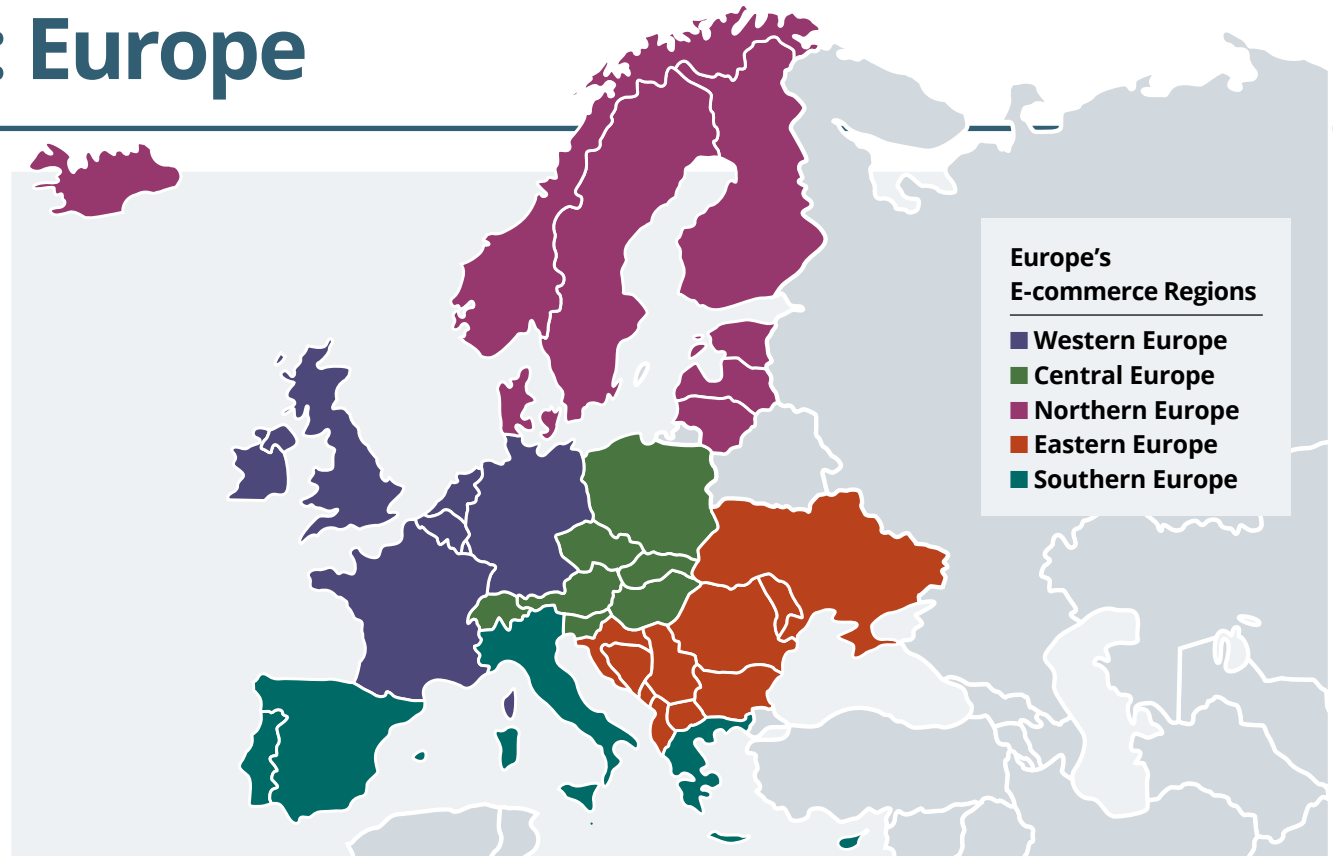 : Europe
Europe's
E-commerce Regions
Western Europe
Central Europe
Northern Europe
Eastern Europe
Southern Europe